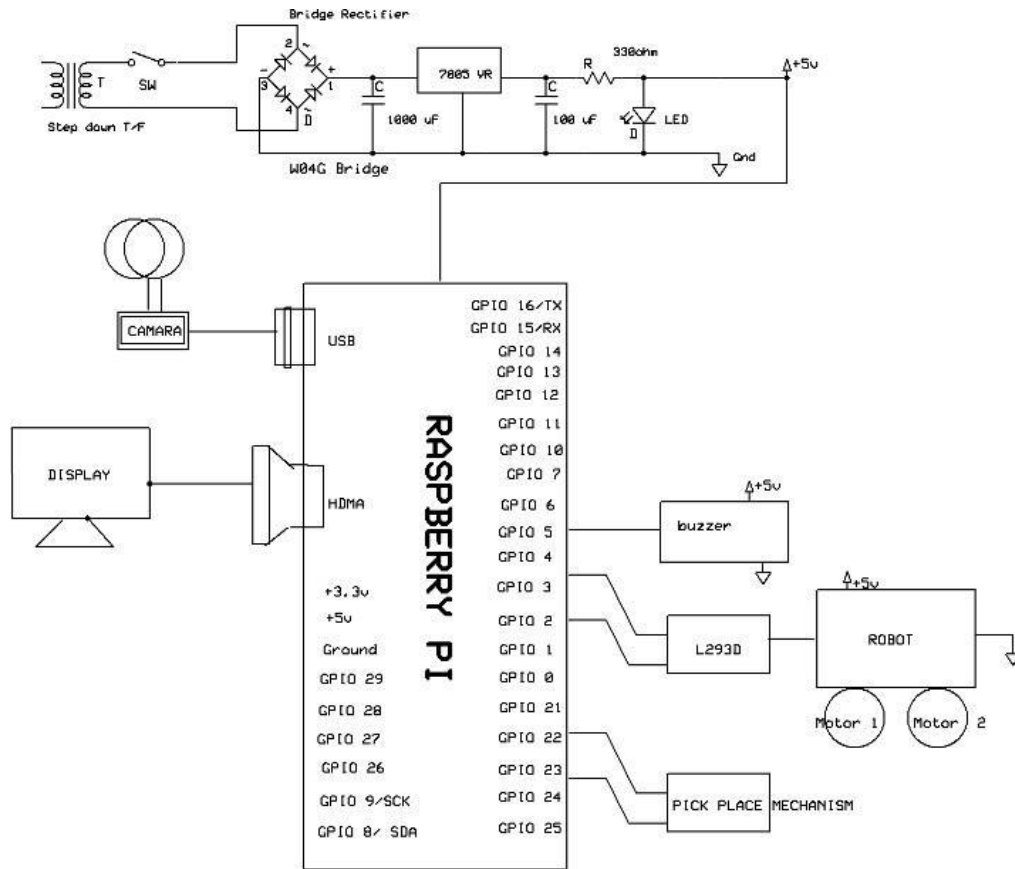 Bridge Rectifier
2
~
-
+
3
1
4
~
D
T
SW
Step down T/F
W04G Bridge
C
1000 uF
7805 VR
C
100 uF
R
330ohm
D
LED
+5v
Gnd
CAMARA
USB
DISPLAY
HDMA
RASPBERRY PI
GPIO 16/TX
GPIO 15/RX
GPIO 14
GPIO 13
GPIO 12
GPIO 11
GPIO 10
GPIO 7
GPIO 6
GPIO 5
GPIO 4
GPIO 3
GPIO 2
GPIO 1
GPIO 0
GPIO 21
GPIO 22
GPIO 23
GPIO 24
GPIO 25
+3.3v
+5v
Ground
GPIO 29
GPIO 28
GPIO 27
GPIO 26
GPIO 9/SCK
GPIO 8/ SDA
+5v
buzzer
L293D
+5v
ROBOT
Motor 1
Motor 2
PICK PLACE MECHANISM